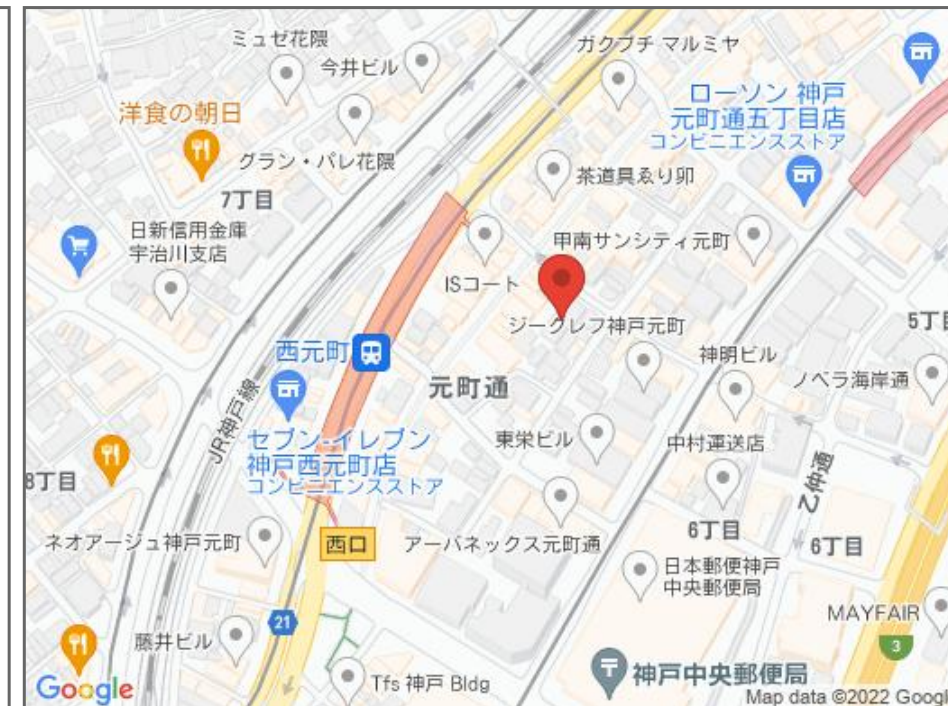 ミュゼ花隈
今井ビル
ガクブチ マルミヤ
ローソン 神戸
元町通五丁目店
コンビニエンスストア
洋食の朝日
グラン・パレ花隈
茶道具ゑり卯
7丁目
日新信用金庫
宇治川支店
甲南サンシティ元町
ISコート
ジークレフ神戸元町
5丁目
西元町
神明ビル
元町通
ノベラ海岸通
JR神戸線
セブン-イレブン
神戸西元町店
コンビニエンスストア
東栄ビル
中村運送店
8丁目
乙仲通
ネオアージュ神戸元町
西口
アーバネックス元町通
6丁目
6丁目
日本郵便神戸
中央郵便局
21
藤井ビル
MAYFAIR
3
Google
Tfs 神戸 Bldg
神戸中央郵便局
Map data ©2022 Googl